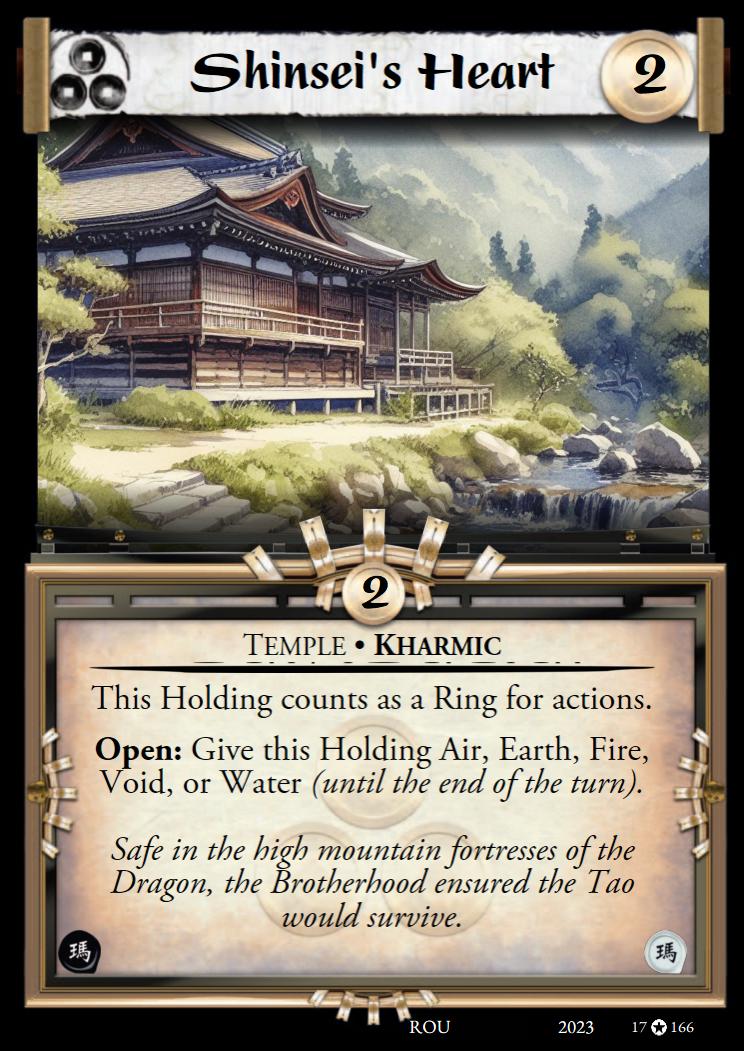 Shinsei's Heart
2
2
TEMPLE • KHARMIC
This Holding counts as a Ring for actions.
Open: Give this Holding Air, Earth, Fire,
Void, or Water (until the end of the turn).
Safe in the high mountain fortresses of the
Dragon, the Brotherhood ensured the Tao
would survive.
瑪
瑪
ROU 2023 17 ✪ 166